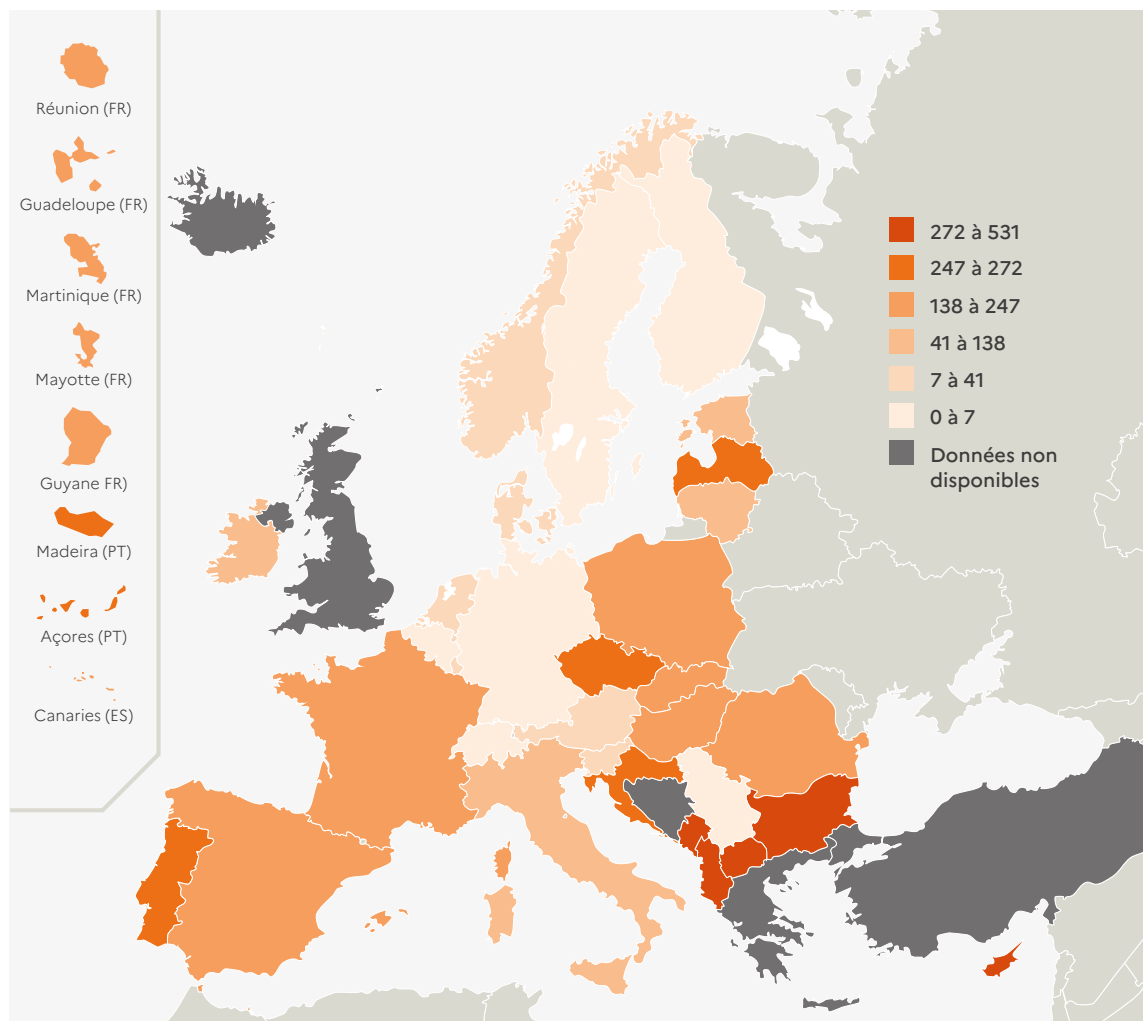 Réunion (FR)
Guadeloupe (FR)
Martinique (FR)
Mayotte (FR)
Guyane FR)
Madeira (PT)
Açores (PT)
Canaries (ES)
272 à 531
247 à 272
138 à 247
41 à 138
7 à 41
0 à 7
Données non
disponibles